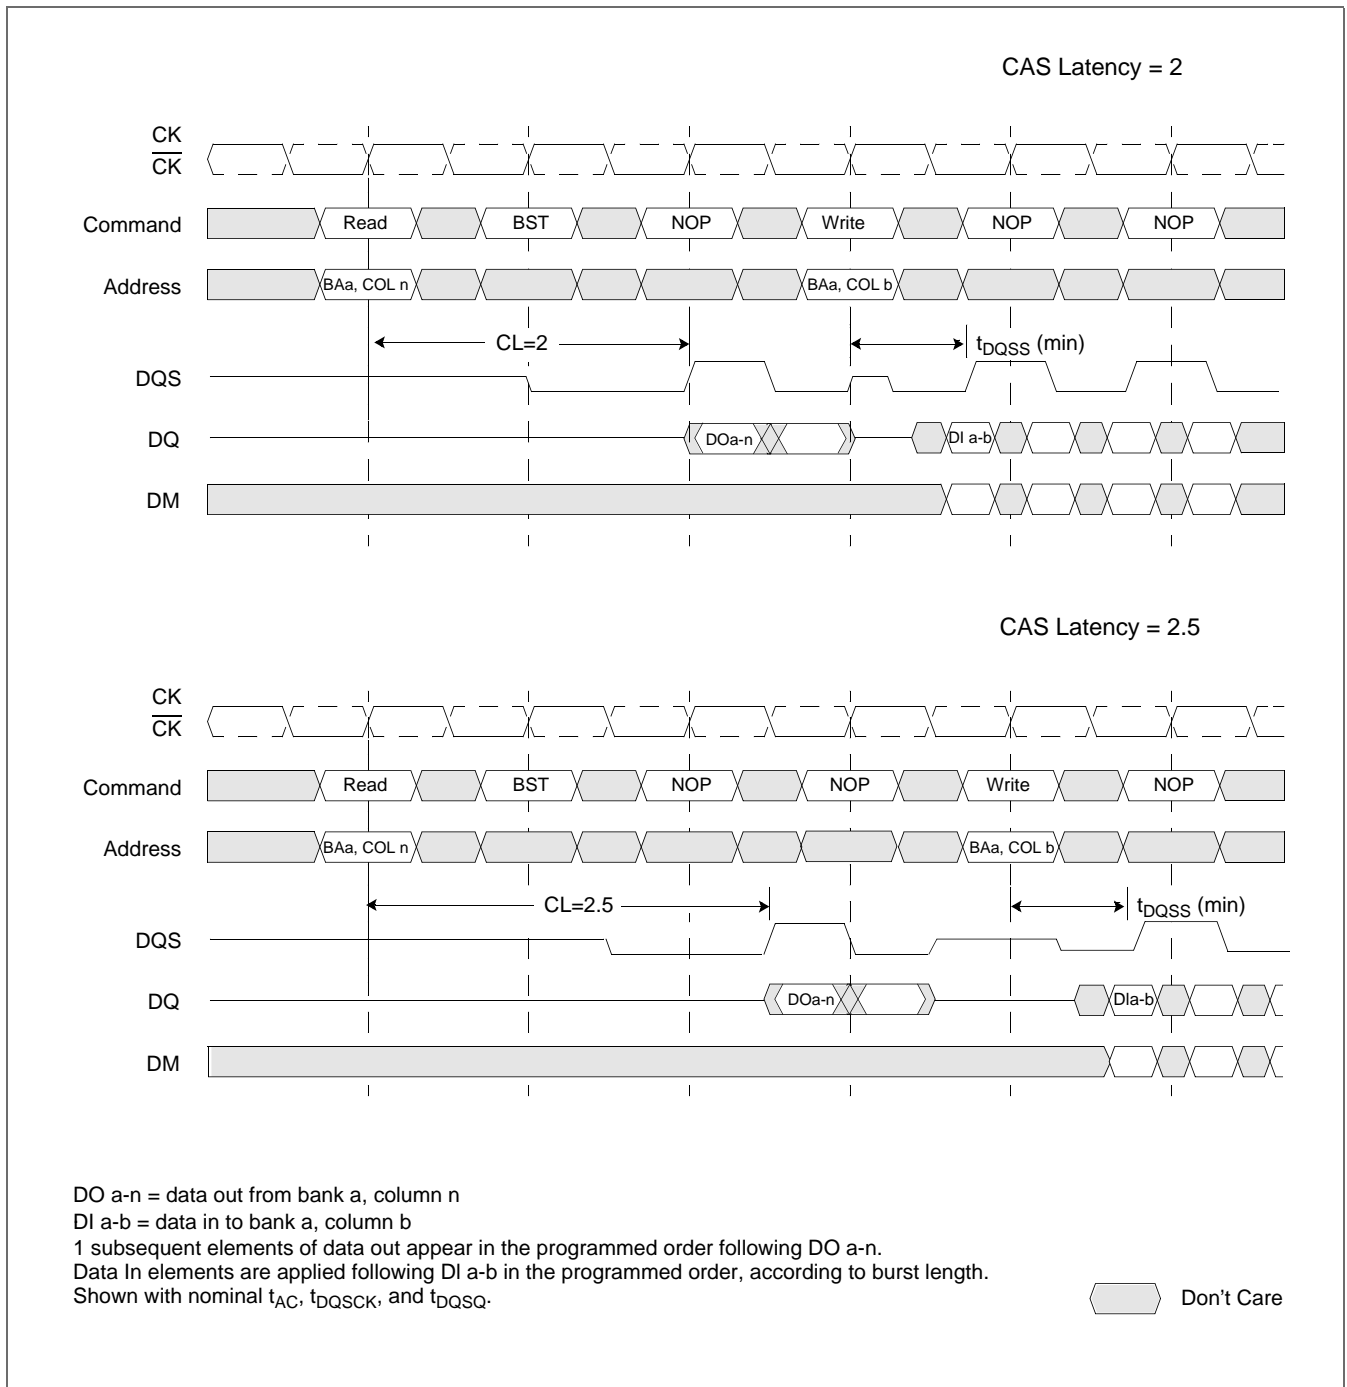 CAS Latency = 2
CK
CK
Command Read BST NOP Write NOP NOP
Address BAa, COL n BAa, COL b
CL=2 tDQSS (min)
DQS
DQ DOa-n DI a-b
DM
CAS Latency = 2.5
CK
CK
Command Read BST NOP NOP Write NOP
Address BAa, COL n BAa, COL b
CL=2.5 tDQSS (min)
DQS
DQ DOa-n DIa-b
DM
DO a-n = data out from bank a, column n
DI a-b = data in to bank a, column b
1 subsequent elements of data out appear in the programmed order following DO a-n.
Data In elements are applied following DI a-b in the programmed order, according to burst length.
Shown with nominal tAC, tDQSCK, and tDQSQ.
Don't Care